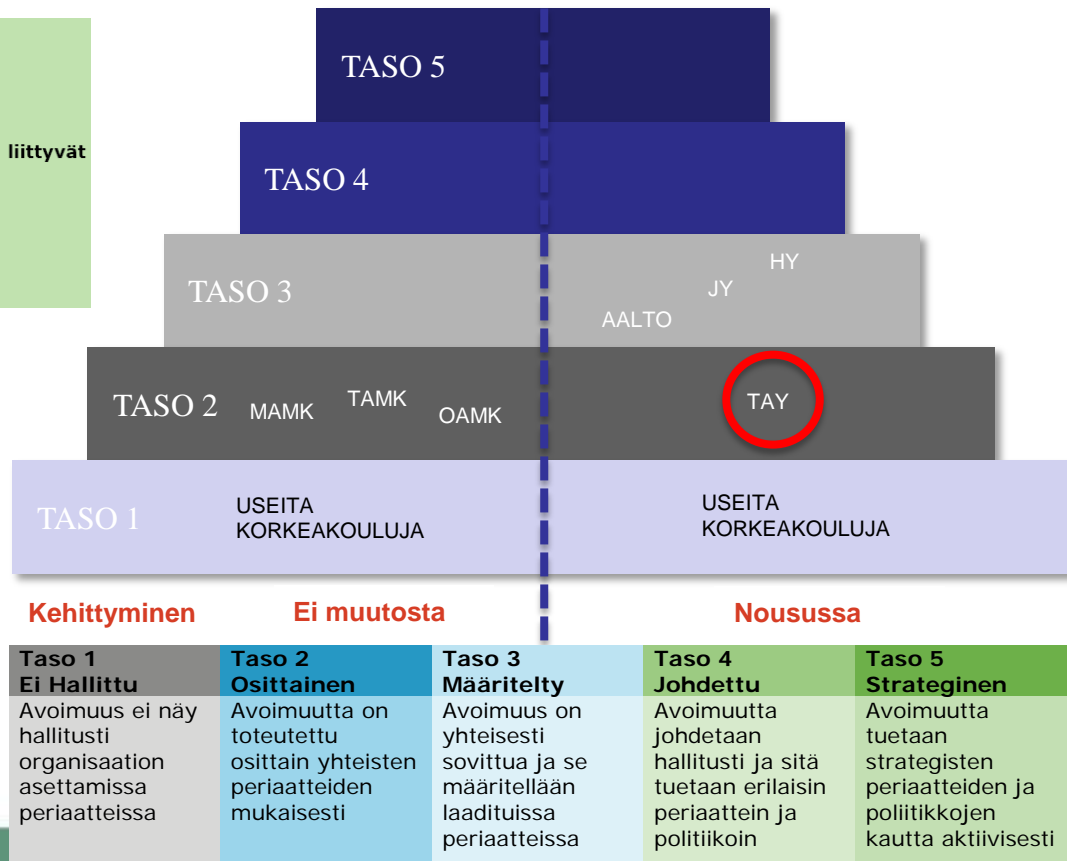 liittyvät
TASO 5
TASO 4
TASO 3
HY
JY
AALTO
TASO 2
MAMK
TAMK
OAMK
TAY
TASO 1
USEITA
KORKEAKOULUJA
USEITA
KORKEAKOULUJA
Kehittyminen
Ei muutosta
Nousussa
Taso 1
Ei Hallittu
Avoimuus ei näy
hallitusti
organisaation
asettamissa
periaatteissa
Taso 2
Osittainen
Avoimuutta on
toteutettu
osittain yhteisten
periaatteiden
mukaisesti
Taso 3
Määritelty
Avoimuus on
yhteisesti
sovittua ja se
määritellään
laadituissa
periaatteissa
Taso 4
Johdettu
Avoimuutta
johdetaan
hallitusti ja sitä
tuetaan erilaisin
periaattein ja
politiikoin
Taso 5
Strateginen
Avoimuutta
tuetaan
strategisten
periaatteiden ja
poliitikkojen
kautta aktiivisesti